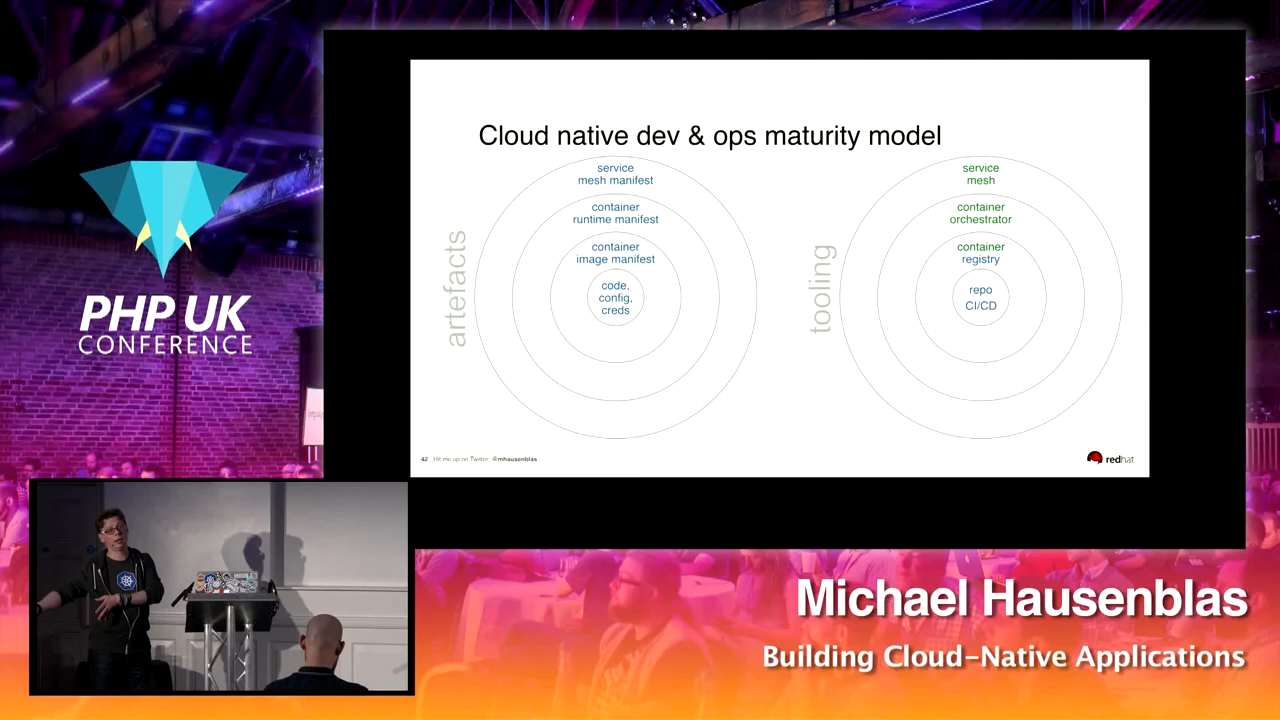 Cloud native dev & ops maturity model
artefacts
service
mesh manifest
container
runtime manifest
container
image manifest
code,
config,
creds
tooling
service
mesh
container
orchestrator
container
registry
repo
CI/CD
42 Hit me up on Twitter: @mhausenblas
redhat
PHP UK
CONFERENCE
Michael Hausenblas
Building Cloud-Native Applications